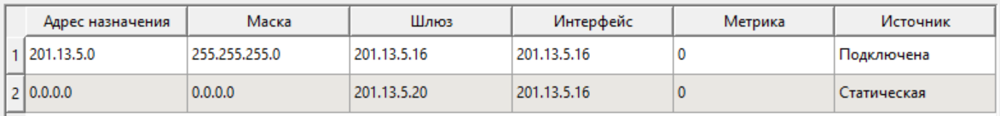 Адрес назначения Маска Шлюз Интерфейс Метрика Источник
1 201.13.5.0 255.255.255.0 201.13.5.16 201.13.5.16 0 Подключена
2 0.0.0.0 0.0.0.0 201.13.5.20 201.13.5.16 0 Статическая